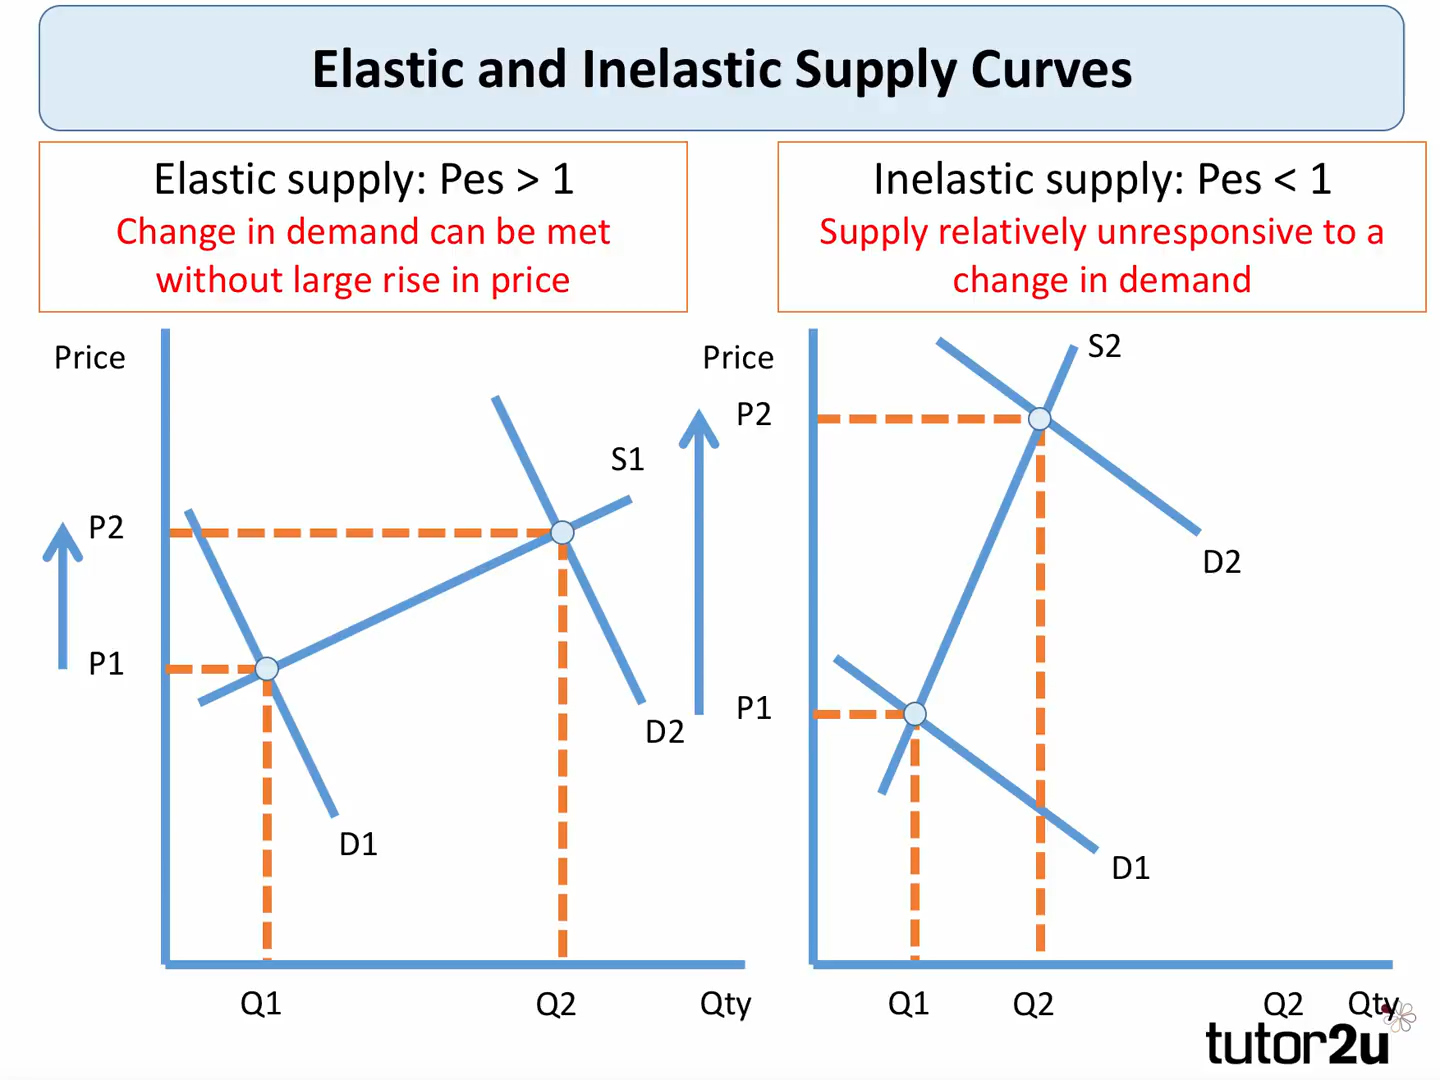 Elastic and Inelastic Supply Curves
Elastic supply: Pes > 1
Change in demand can be met
without large rise in price
Inelastic supply: Pes < 1
Supply relatively unresponsive to a
change in demand
Price
S1
P2
P1
D2
D1
Q1
Q2
Qty
Price
S2
P2
D2
P1
D1
Q1
Q2
Q2
Qty
tutor2u